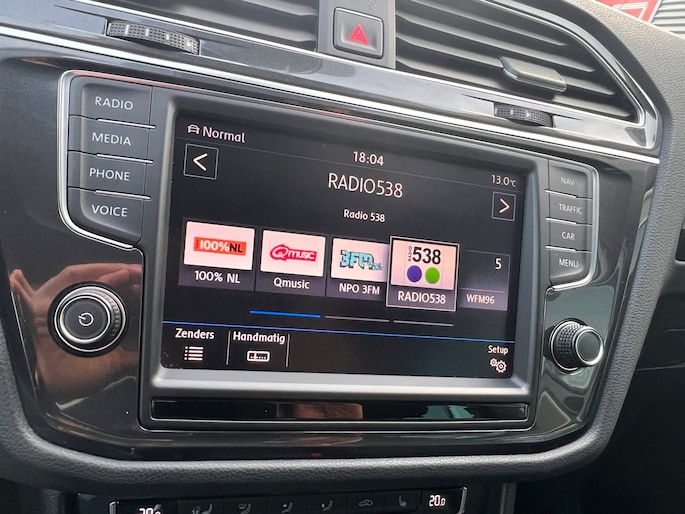 RADIO
MEDIA
PHONE
VOICE
NAV
TRAFFIC
CAR
MENU
Normal
18:04
13.0°C
RADIO538
Radio 538
100%NL
Qmusic
3FM
RADIO 538
5
100% NL
Qmusic
NPO 3FM
RADIO538
WFM96
Zenders
Handmatig
Setup
20.0